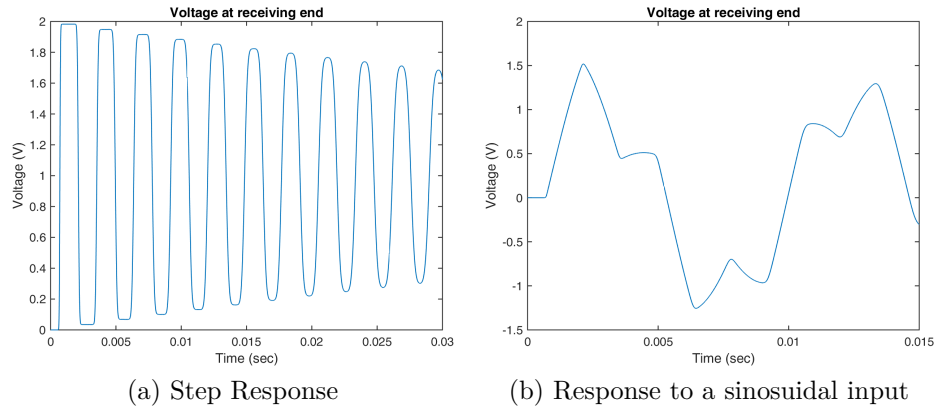 Voltage at receiving end
2
1.8
1.6
1.4
1.2
1
0.8
0.6
0.4
0.2
0
Voltage (V)
0 0.005 0.01 0.015 0.02 0.025 0.03
Time (sec)
(a) Step Response
Voltage at receiving end
2
1.5
1
0.5
0
-0.5
-1
-1.5
Voltage (V)
0 0.005 0.01 0.015
Time (sec)
(b) Response to a sinosuidal input